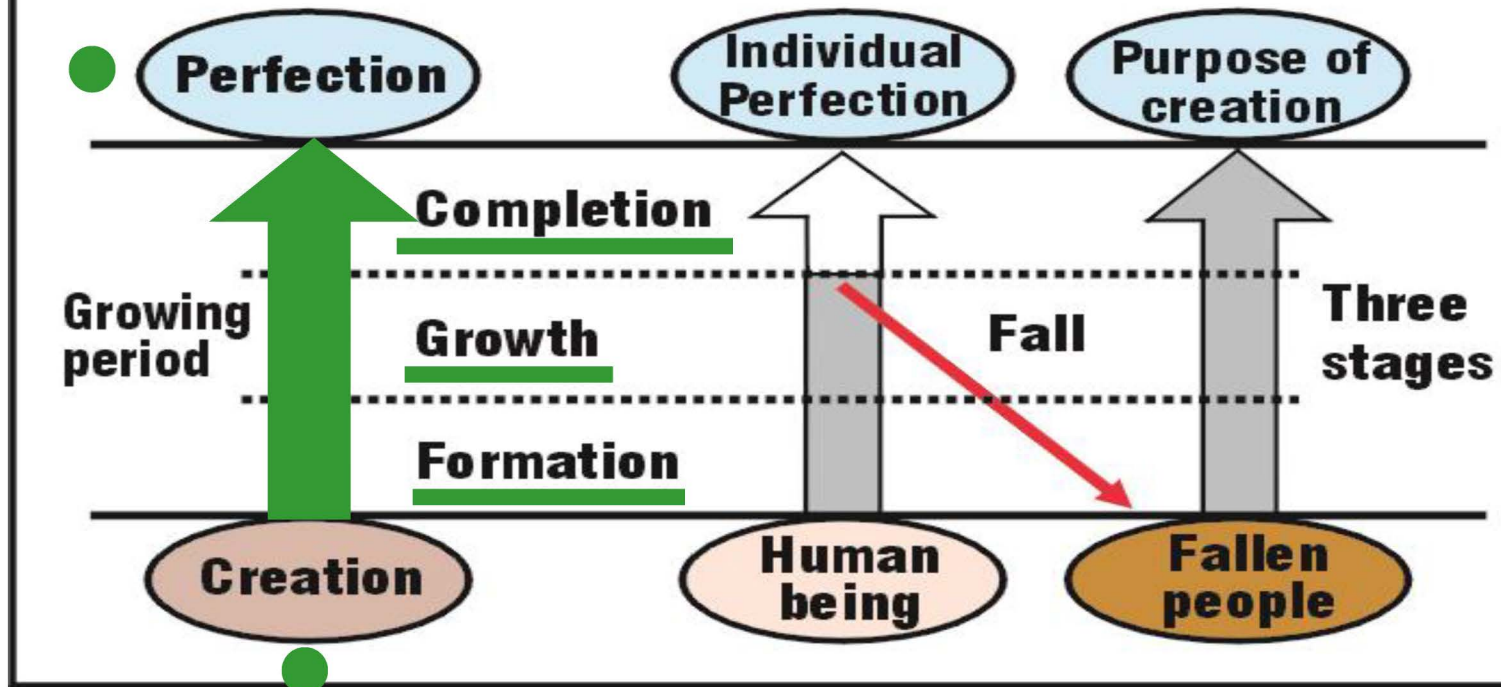 Perfection
Individual
Perfection
Purpose of
creation
Completion
Growing
period
Growth
Fall
Three
stages
Formation
Creation
Human
being
Fallen
people